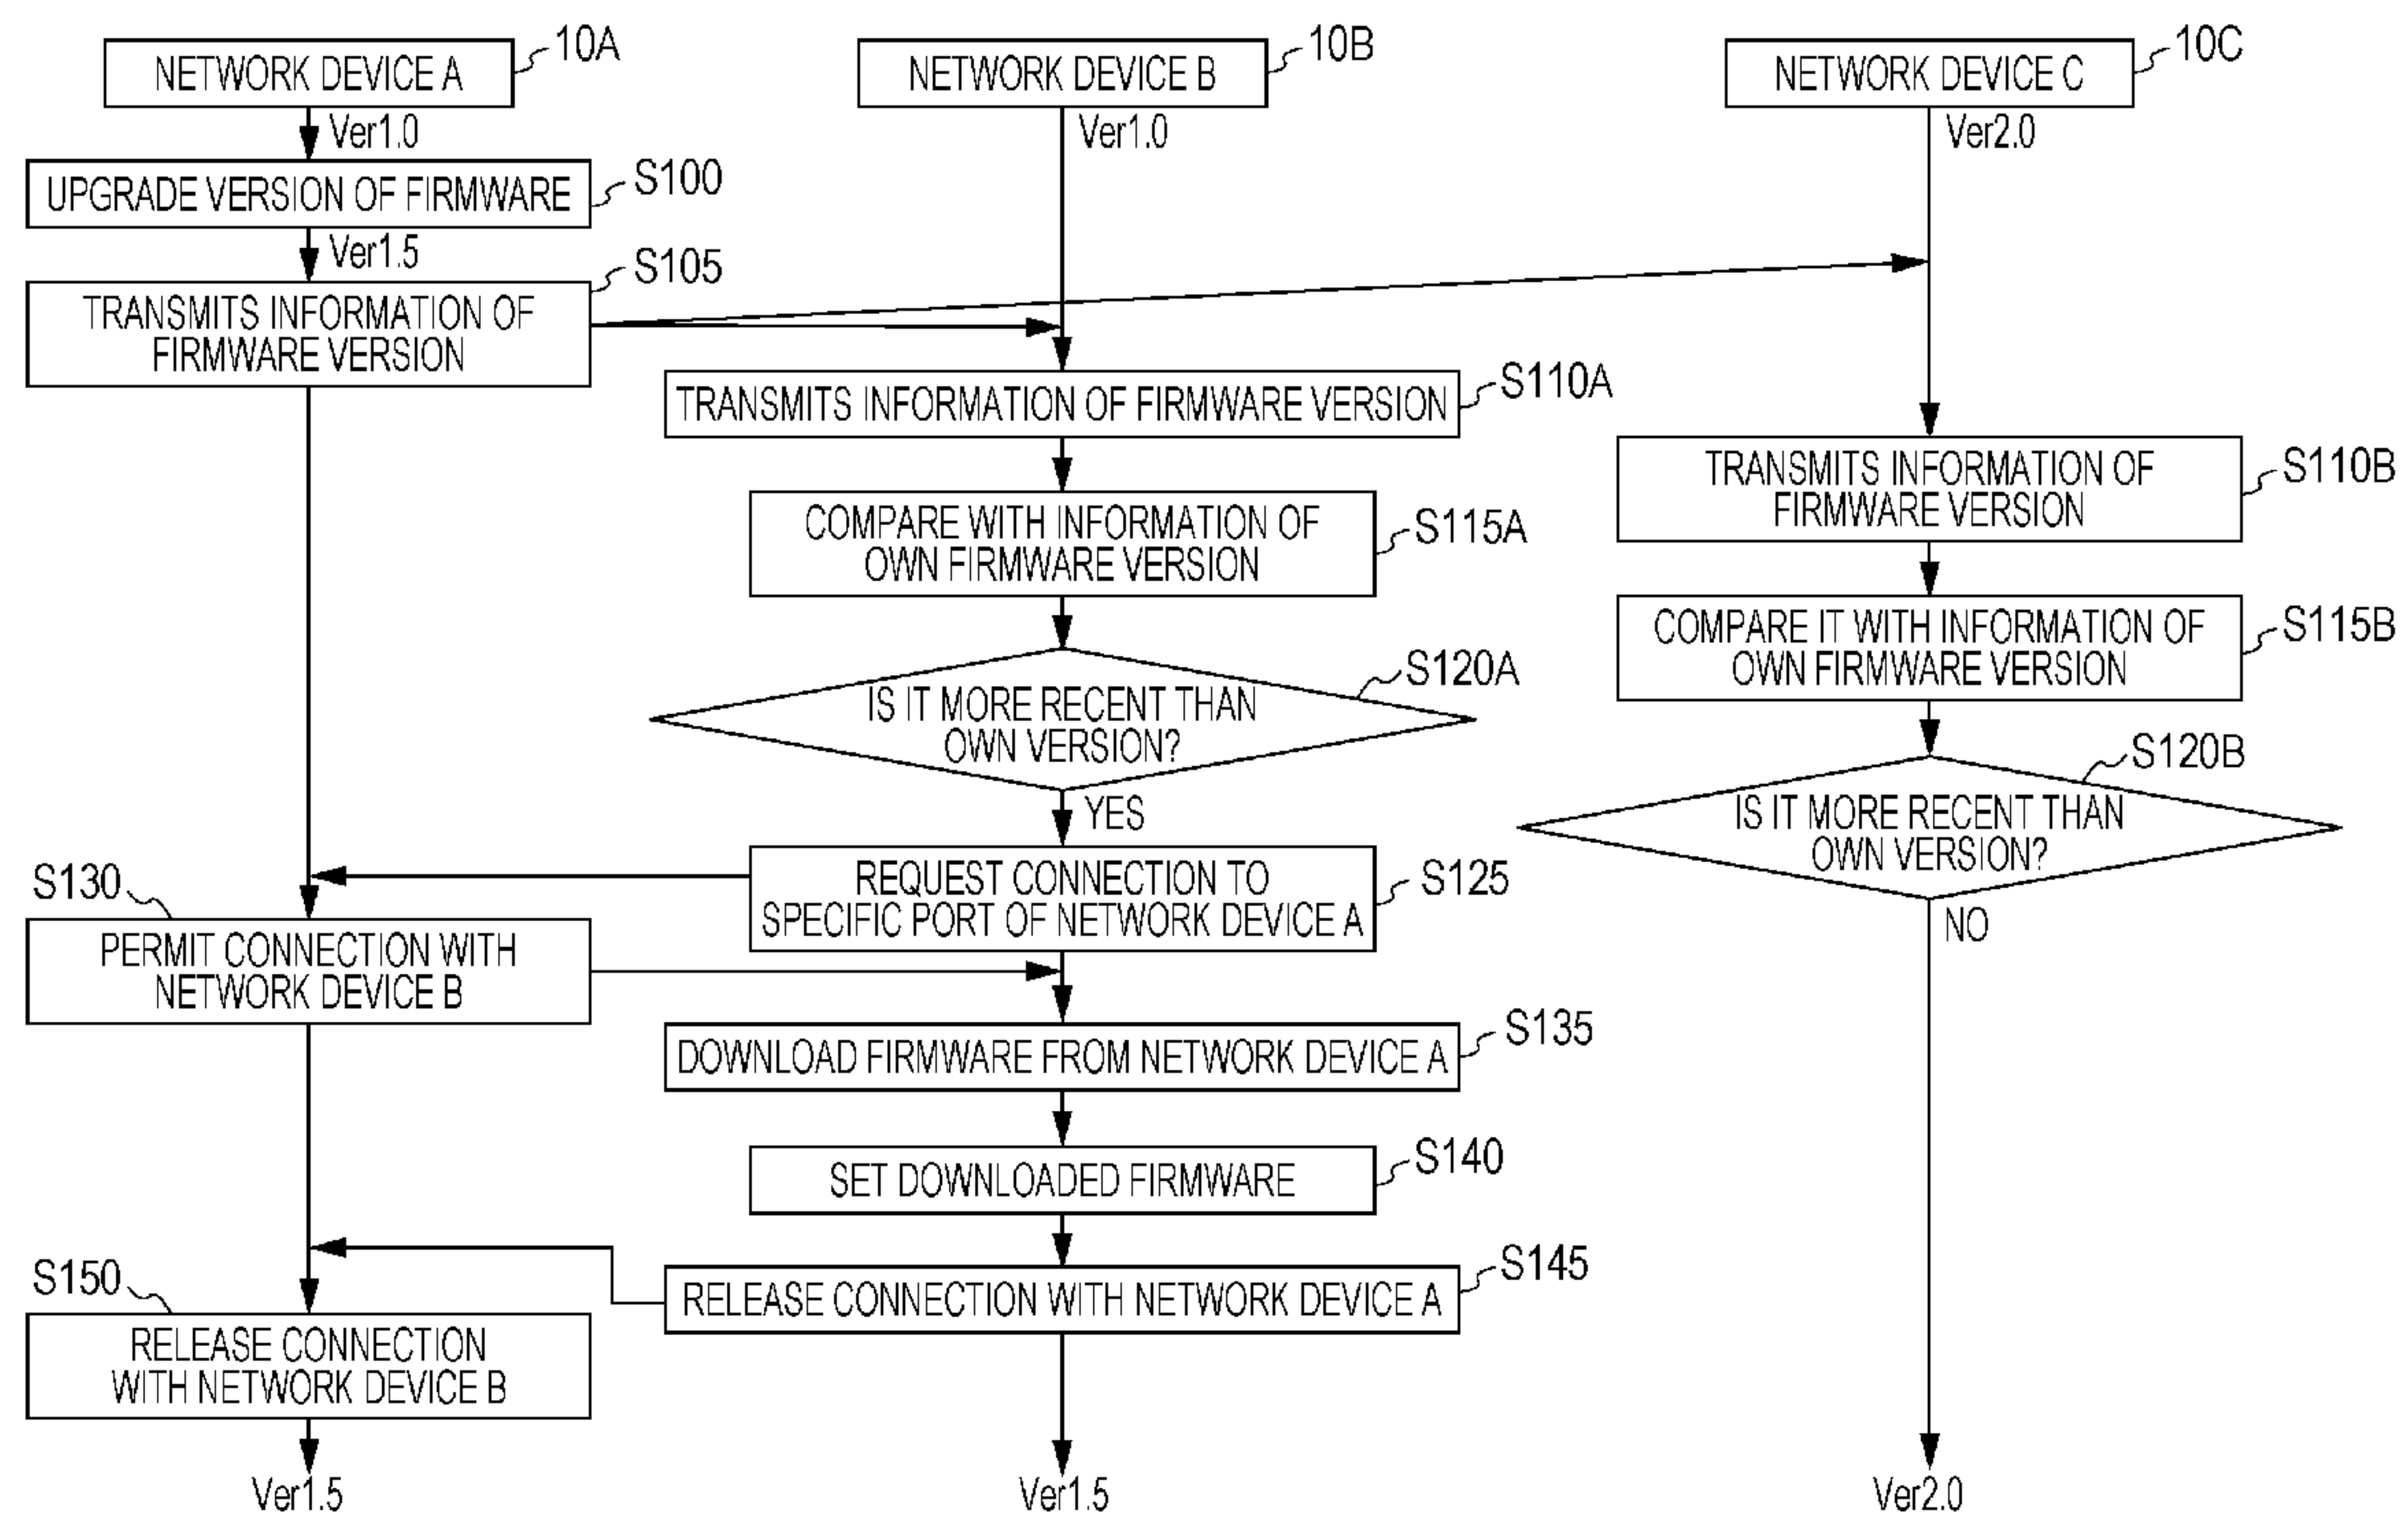 NETWORK DEVICE A
10A
NETWORK DEVICE B
10B
NETWORK DEVICE C
10C
Ver1.0
Ver1.0
Ver2.0
UPGRADE VERSION OF FIRMWARE
S100
Ver1.5
TRANSMITS INFORMATION OF
FIRMWARE VERSION
S105
TRANSMITS INFORMATION OF FIRMWARE VERSION
S110A
TRANSMITS INFORMATION OF
FIRMWARE VERSION
S110B
COMPARE WITH INFORMATION OF
OWN FIRMWARE VERSION
S115A
COMPARE IT WITH INFORMATION OF
OWN FIRMWARE VERSION
S115B
IS IT MORE RECENT THAN
OWN VERSION?
S120A
YES
IS IT MORE RECENT THAN
OWN VERSION?
S120B
NO
REQUEST CONNECTION TO
SPECIFIC PORT OF NETWORK DEVICE A
S125
S130
PERMIT CONNECTION WITH
NETWORK DEVICE B
DOWNLOAD FIRMWARE FROM NETWORK DEVICE A
S135
SET DOWNLOADED FIRMWARE
S140
RELEASE CONNECTION WITH NETWORK DEVICE A
S145
S150
RELEASE CONNECTION
WITH NETWORK DEVICE B
Ver1.5
Ver1.5
Ver2.0